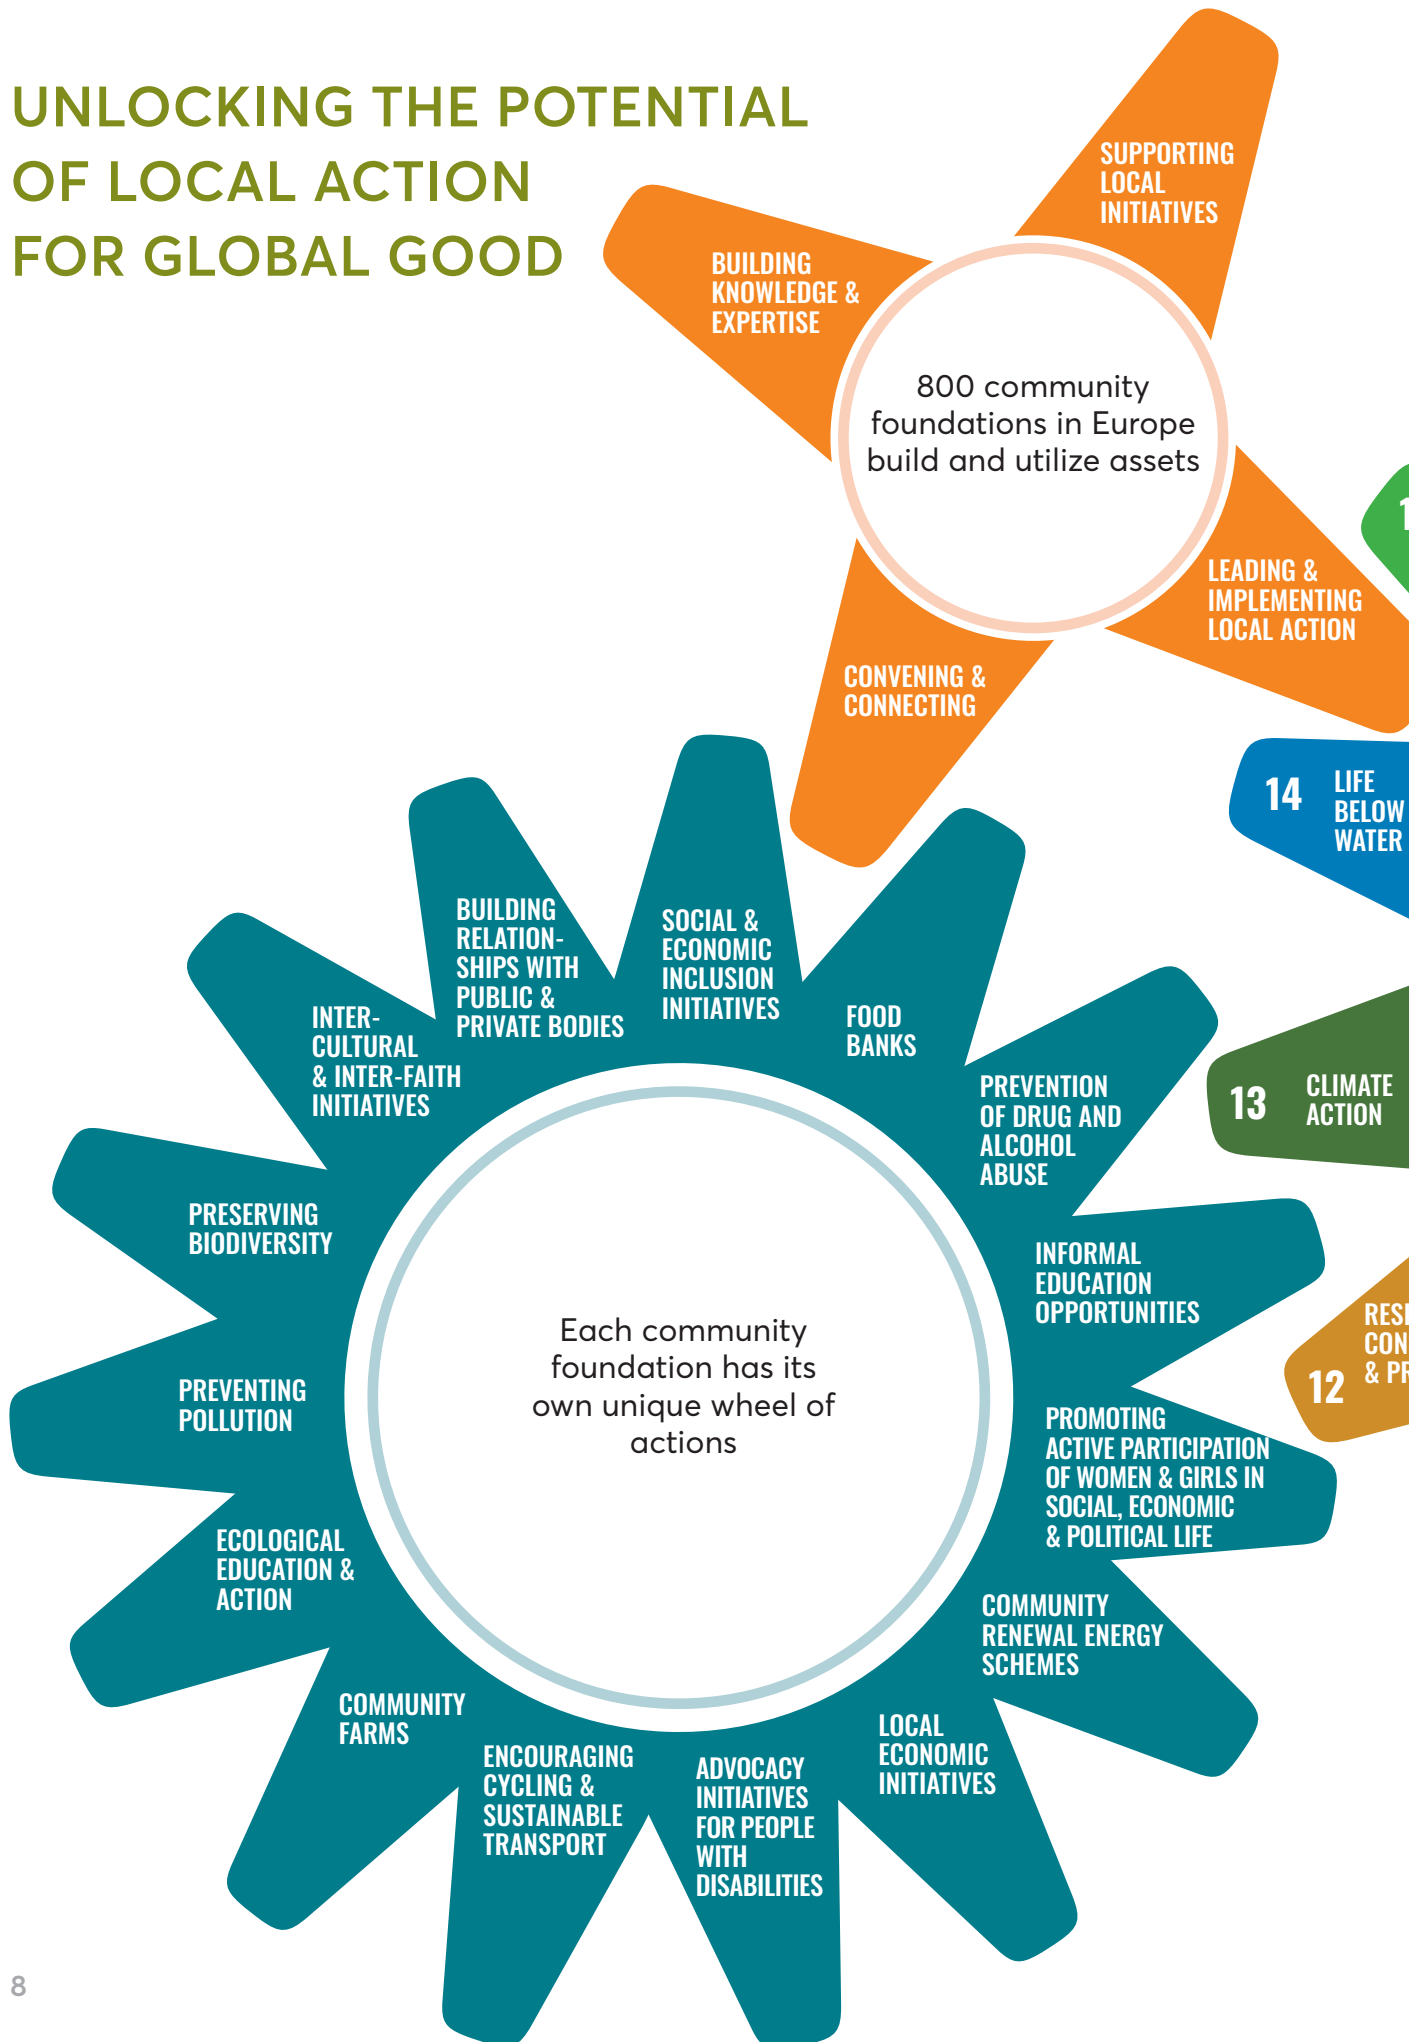 UNLOCKING THE POTENTIAL
OF LOCAL ACTION
FOR GLOBAL GOOD
SUPPORTING
LOCAL
INITIATIVES
BUILDING
KNOWLEDGE &
EXPERTISE
800 community
foundations in Europe
build and utilize assets
LEADING &
IMPLEMENTING
LOCAL ACTION
CONVENING &
CONNECTING
14
LIFE
BELOW
WATER
13
CLIMATE
ACTION
12
& 
BUILDING
RELATION-
SHIPS WITH
PUBLIC &
PRIVATE BODIES
SOCIAL &
ECONOMIC
INCLUSION
INITIATIVES
FOOD
BANKS
PREVENTION
OF DRUG AND
ALCOHOL
ABUSE
INFORMAL
EDUCATION
OPPORTUNITIES
PROMOTING
ACTIVE PARTICIPATION
OF WOMEN & GIRLS IN
SOCIAL, ECONOMIC
& POLITICAL LIFE
COMMUNITY
RENEWAL ENERGY
SCHEMES
LOCAL
ECONOMIC
INITIATIVES
ADVOCACY
INITIATIVES
FOR PEOPLE
WITH
DISABILITIES
ENCOURAGING
CYCLING &
SUSTAINABLE
TRANSPORT
COMMUNITY
FARMS
ECOLOGICAL
EDUCATION &
ACTION
PREVENTING
POLLUTION
PRESERVING
BIODIVERSITY
INTER-
CULTURAL
& INTER-FAITH
INITIATIVES
Each community
foundation has its
own unique wheel of
actions
8